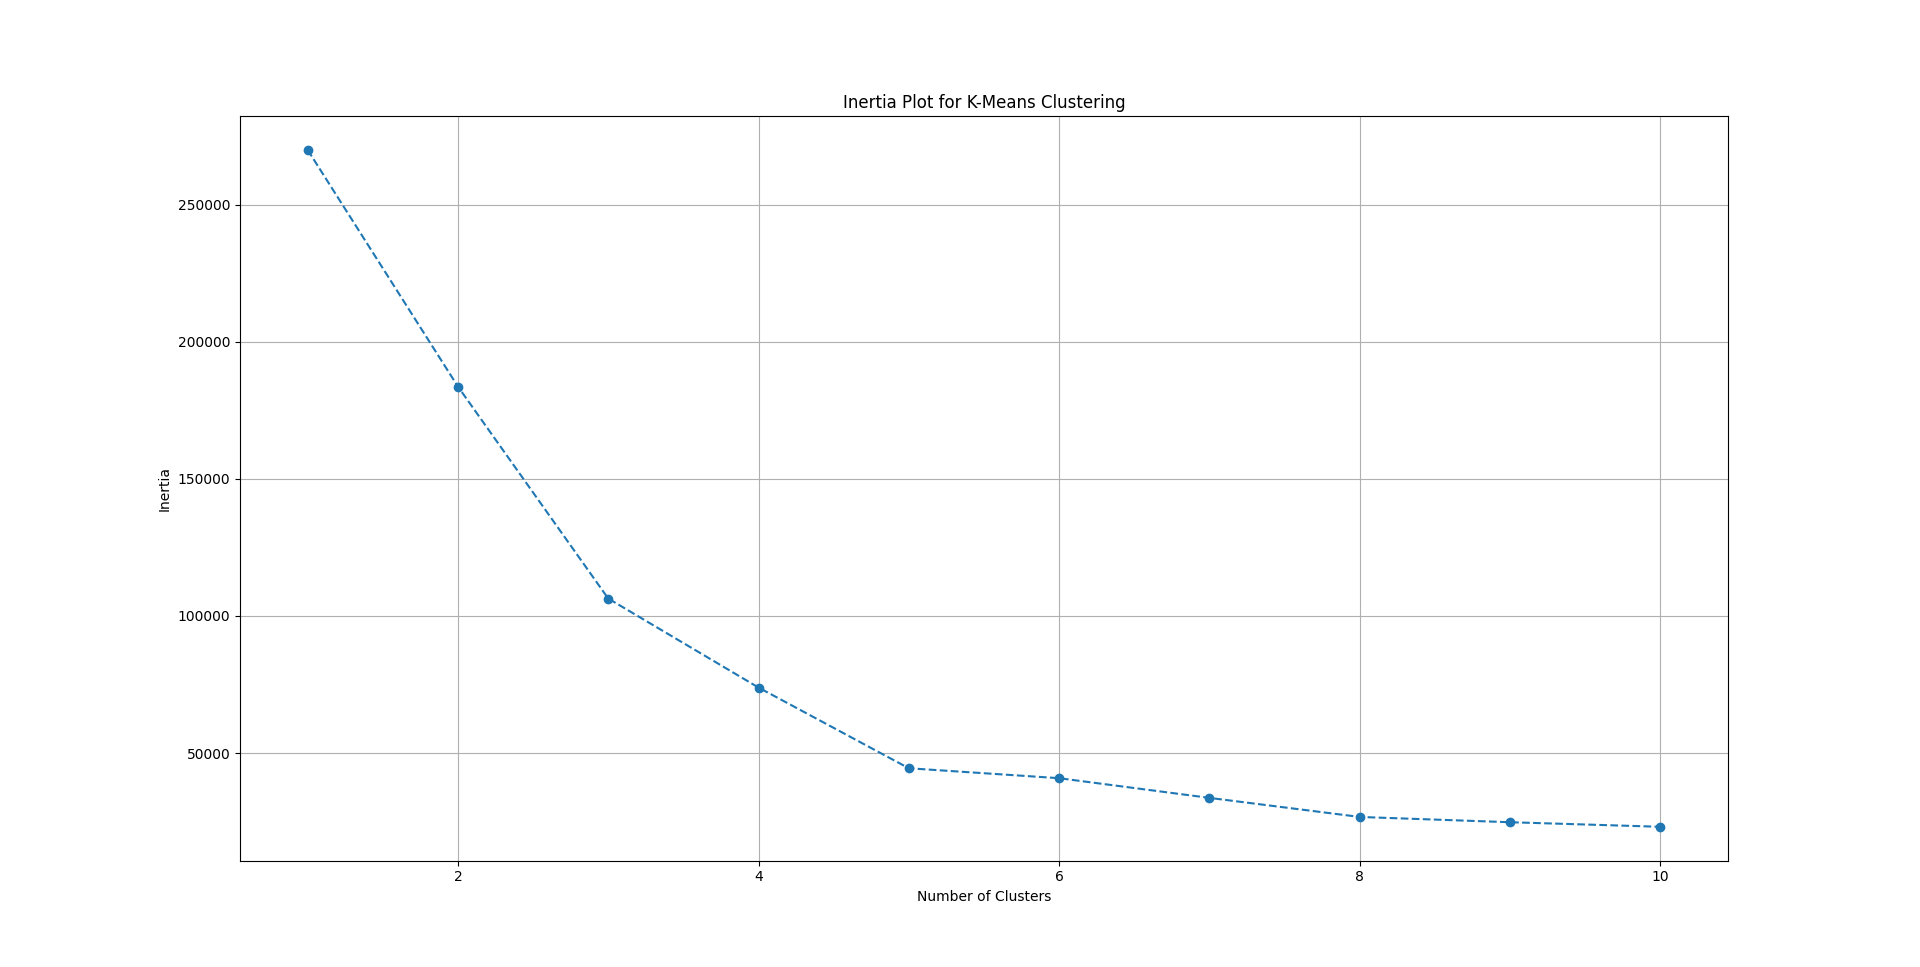 Inertia Plot for K-Means Clustering
Inertia
250000
200000
150000
100000
50000
2 4 6 8 10
Number of Clusters